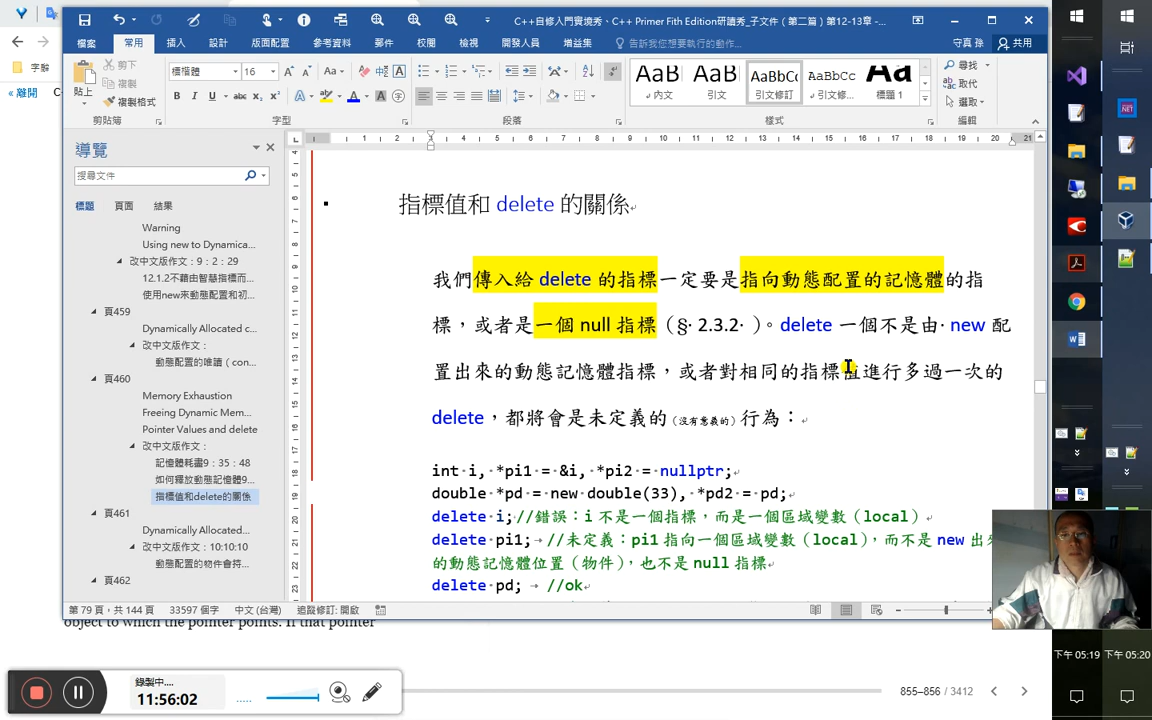 C++自修入門實境秀、C++ Primer Fith Edition研讀秀_子文件 ( 第二篇 ) 第12-13章 - ...
檔案
常用
插入
設計
版面配置
參考資料
郵件
校閱
檢視
開發人員
增益集
告訴我您想要執行的動作...
守真 孫
共用
字齡
« 離開
貼上
剪下
複製
複製格式
標楷體
16
AaBb
AaBb
AaBbCc
AaBbCc
AaBb
內文
引文
引文修訂
引文修...
標題 1
尋找
取代
選取
剪貼簿
字型
段落
樣式
編輯
導覽
搜尋文件
標題
頁面
結果
Warning
Using new to Dynamica...
改中文版作文:9:2:29
12.1.2不藉由智慧指標而...
使用new來動態配置和初...
頁459
Dynamically Allocated c...
改中文版作文:
動態配置的唯讀(con...
頁460
Memory Exhaustion
Freeing Dynamic Mem...
Pointer Values and delete
改中文版作文:
記憶體耗盡9:35:48
如何釋放動態記憶體9...
指標值和delete的關係
頁461
Dynamically Allocated...
改中文版作文:10:10:10
動態配置的物件會持...
頁462
指標值和 delete 的關係
我們傳入給 delete 的指標一定要是指向動態配置的記憶體的指
標,或者是一個 null 指標(§ 2.3.2 )。delete 一個不是由 new 配
置出來的動態記憶體指標,或者對相同的指標值進行多過一次的
delete,都將會是未定義的(沒有意義的)行為:
int i, *pi1 = &i, *pi2 = nullptr;
double *pd = new double(33), *pd2 = pd;
delete i; //錯誤:i 不是一個指標,而是一個區域變數(local)
delete pi1; //未定義:pi1 指向一個區域變數(local),而不是 new 出來
的動態記憶體位置(物件),也不是 null 指標
delete pd; //ok
第 79 頁,共 144 頁
33597 個字
中文 (台灣)
追蹤修訂: 開啟
object to which the pointer points. If that pointer
錄製中....
11:56:02
855–856 / 3412
下午 05:19
下午 05:20